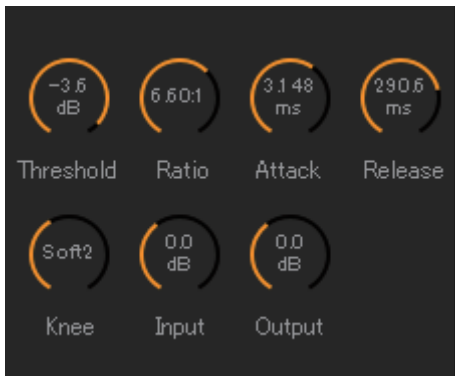 -3.6 dB
6.60:1
3.148 ms
290.6 ms
Threshold
Ratio
Attack
Release
Soft2
0.0 dB
0.0 dB
Knee
Input
Output